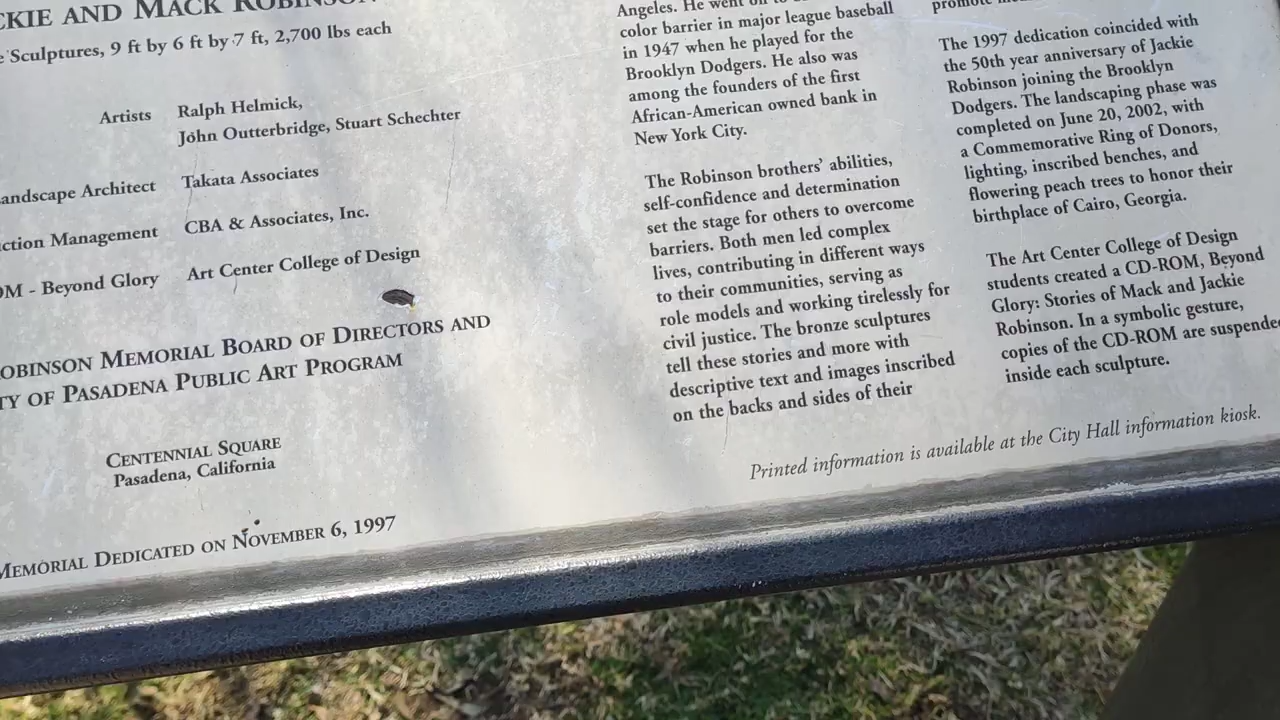 CKIE AND MACK ROBINSON
Sculptures, 9 ft by 6 ft by 7 ft, 2,700 lbs each
Artists Ralph Helmick,
John Outterbridge, Stuart Schechter
andscape Architect Takata Associates
ction Management CBA & Associates, Inc.
OM - Beyond Glory Art Center College of Design
OBINSON MEMORIAL BOARD OF DIRECTORS AND
TY OF PASADENA PUBLIC ART PROGRAM
CENTENNIAL SQUARE
Pasadena, California
MEMORIAL DEDICATED ON NOVEMBER 6, 1997
Angeles. He went on to
color barrier in major league baseball
in 1947 when he played for the
Brooklyn Dodgers. He also was
among the founders of the first
African-American owned bank in
New York City.
The Robinson brothers' abilities,
self-confidence and determination
set the stage for others to overcome
barriers. Both men led complex
lives, contributing in different ways
to their communities, serving as
role models and working tirelessly for
civil justice. The bronze sculptures
tell these stories and more with
descriptive text and images inscribed
on the backs and sides of their
promote
The 1997 dedication coincided with
the 50th year anniversary of Jackie
Robinson joining the Brooklyn
Dodgers. The landscaping phase was
completed on June 20, 2002, with
a Commemorative Ring of Donors,
lighting, inscribed benches, and
flowering peach trees to honor their
birthplace of Cairo, Georgia.
The Art Center College of Design
students created a CD-ROM, Beyond
Glory: Stories of Mack and Jackie
Robinson. In a symbolic gesture,
copies of the CD-ROM are suspende
inside each sculpture.
Printed information is available at the City Hall information kiosk.